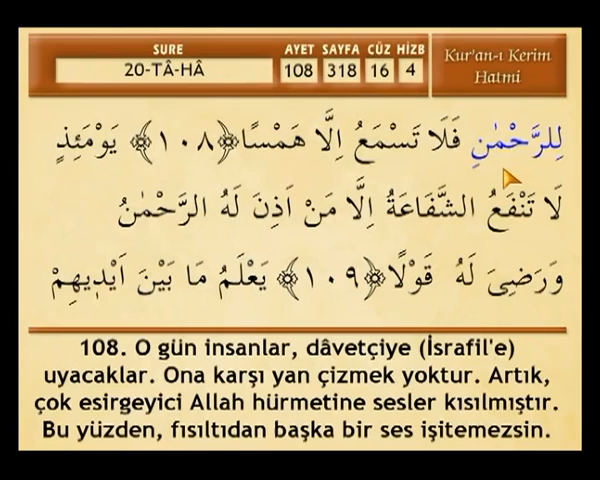 SURE AYET SAYFA CÜZ HİZB
20-TÂ-HÂ 108 318 16 4
Kur'an-ı Kerim
Hatmi
لِلرَّحْمٰنِ فَلَا تَسْمَعُ اِلَّا هَمْسًا ﴿١٠٨﴾ يَوْمَئِذٍ
لَا تَنْفَعُ الشَّفَاعَةُ اِلَّا مَنْ اَذِنَ لَهُ الرَّحْمٰنُ
وَرَضِىَ لَهُ قَوْلًا ﴿١٠٩﴾ يَعْلَمُ مَا بَيْنَ اَيْدٖيهِمْ
108. O gün insanlar, dâvetçiye (İsrafil'e)
uyacaklar. Ona karşı yan çizmek yoktur. Artık,
çok esirgeyici Allah hürmetine sesler kısılmıştır.
Bu yüzden, fısıltıdan başka bir ses işitemezsin.